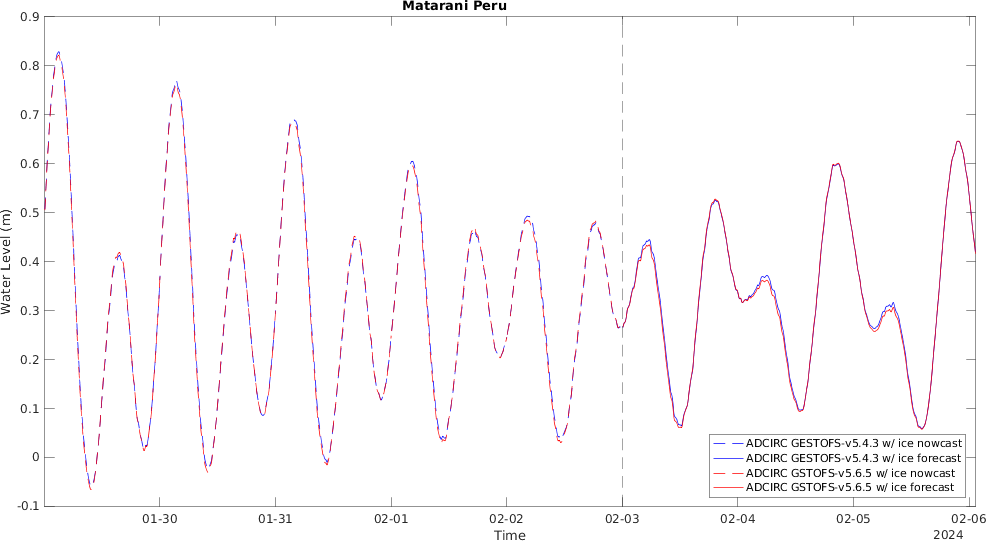 Matarani Peru
0.9
0.8
0.7
0.6
0.5
0.4
0.3
0.2
0.1
0
-0.1
Water Level (m)
01-30 01-31 02-01 02-02 02-03 02-04 02-05 02-06
Time
2024
ADCIRC GESTOFS-v5.4.3 w/ ice nowcast
ADCIRC GESTOFS-v5.4.3 w/ ice forecast
ADCIRC GSTOFS-v5.6.5 w/ ice nowcast
ADCIRC GSTOFS-v5.6.5 w/ ice forecast